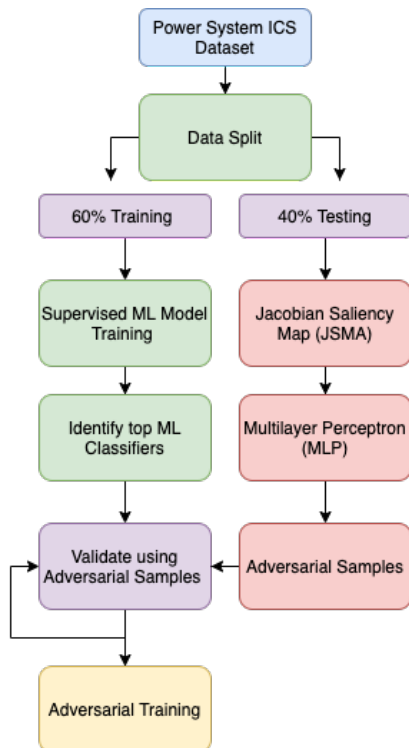 Power System ICS
Dataset
Data Split
60% Training
40% Testing
Supervised ML Model
Training
Jacobian Saliency
Map (JSMA)
Identify top ML
Classifiers
Multilayer Perceptron
(MLP)
Validate using
Adversarial Samples
Adversarial Samples
Adversarial Training